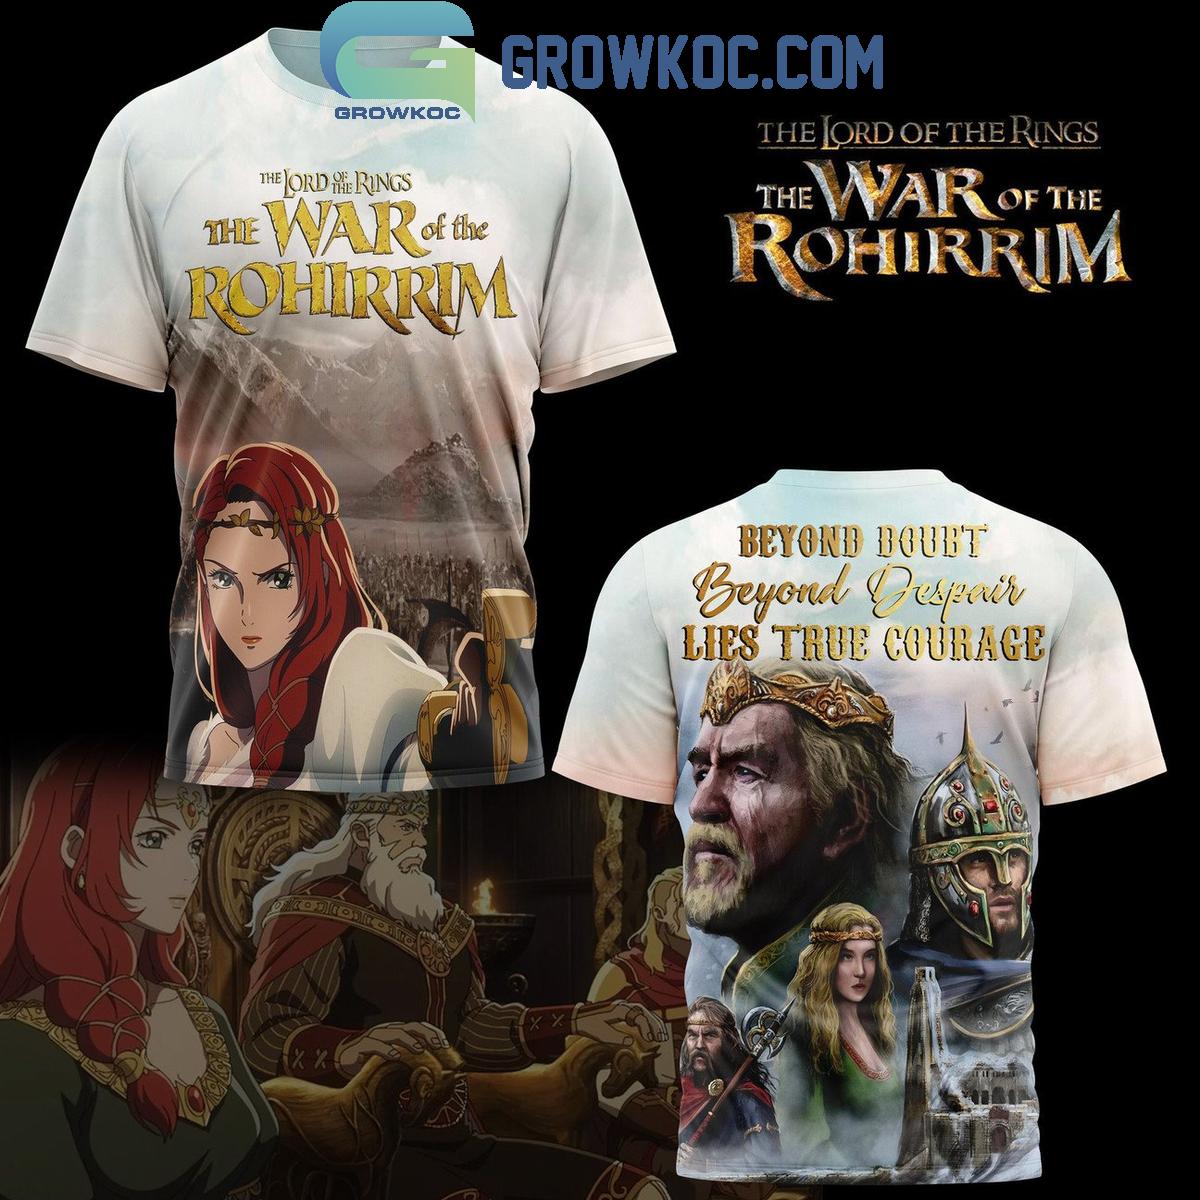 GROWKOC
GROWKOC.COM
THE LORD OF THE RINGS
THE WAR of the
ROHIRRIM
THE LORD OF THE RINGS
THE WAR OF THE
ROHIRRIM
BEYOND DOUBT
Beyond Despair
LIES TRUE COURAGE